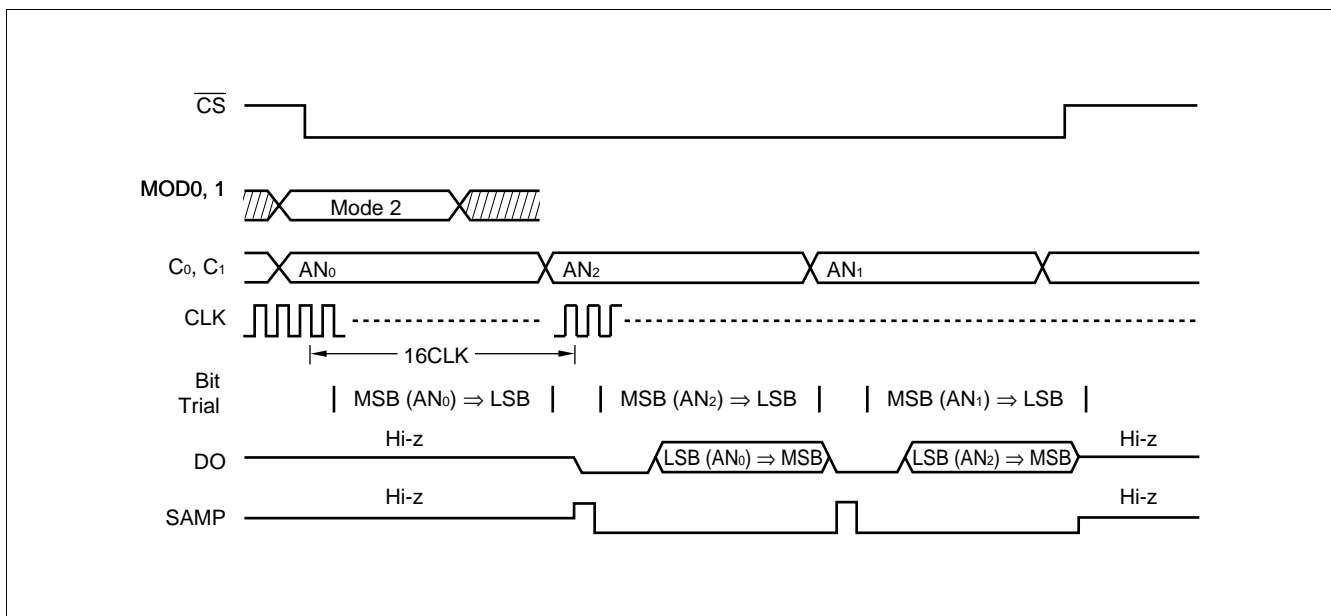 CS
MOD0, 1
Mode 2
C0, C1
AN0
AN2
AN1
CLK
16CLK
Bit
Trial
MSB (AN0) ⇒ LSB
MSB (AN2) ⇒ LSB
MSB (AN1) ⇒ LSB
DO
Hi-z
LSB (AN0) ⇒ MSB
LSB (AN2) ⇒ MSB
Hi-z
SAMP
Hi-z
Hi-z